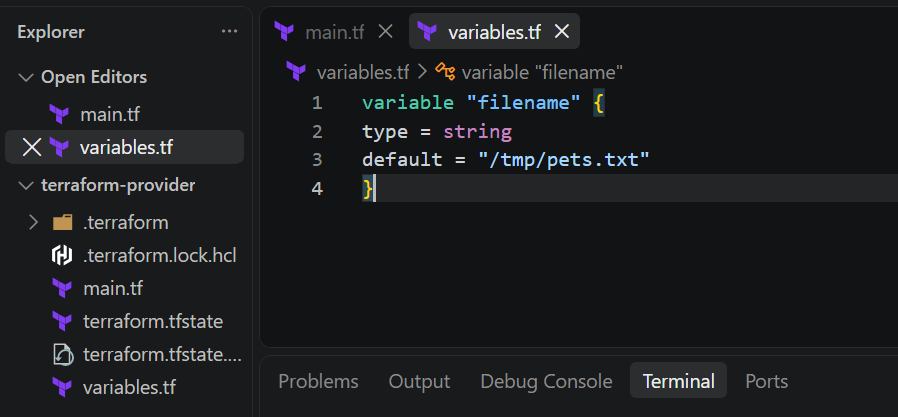 Explorer ···
Open Editors
main.tf
variables.tf
terraform-provider
.terraform
.terraform.lock.hcl
main.tf
terraform.tfstate
terraform.tfstate....
variables.tf
main.tf variables.tf
variables.tf > variable "filename"
1 variable "filename" {
2 type = string
3 default = "/tmp/pets.txt"
4 }
Problems Output Debug Console Terminal Ports